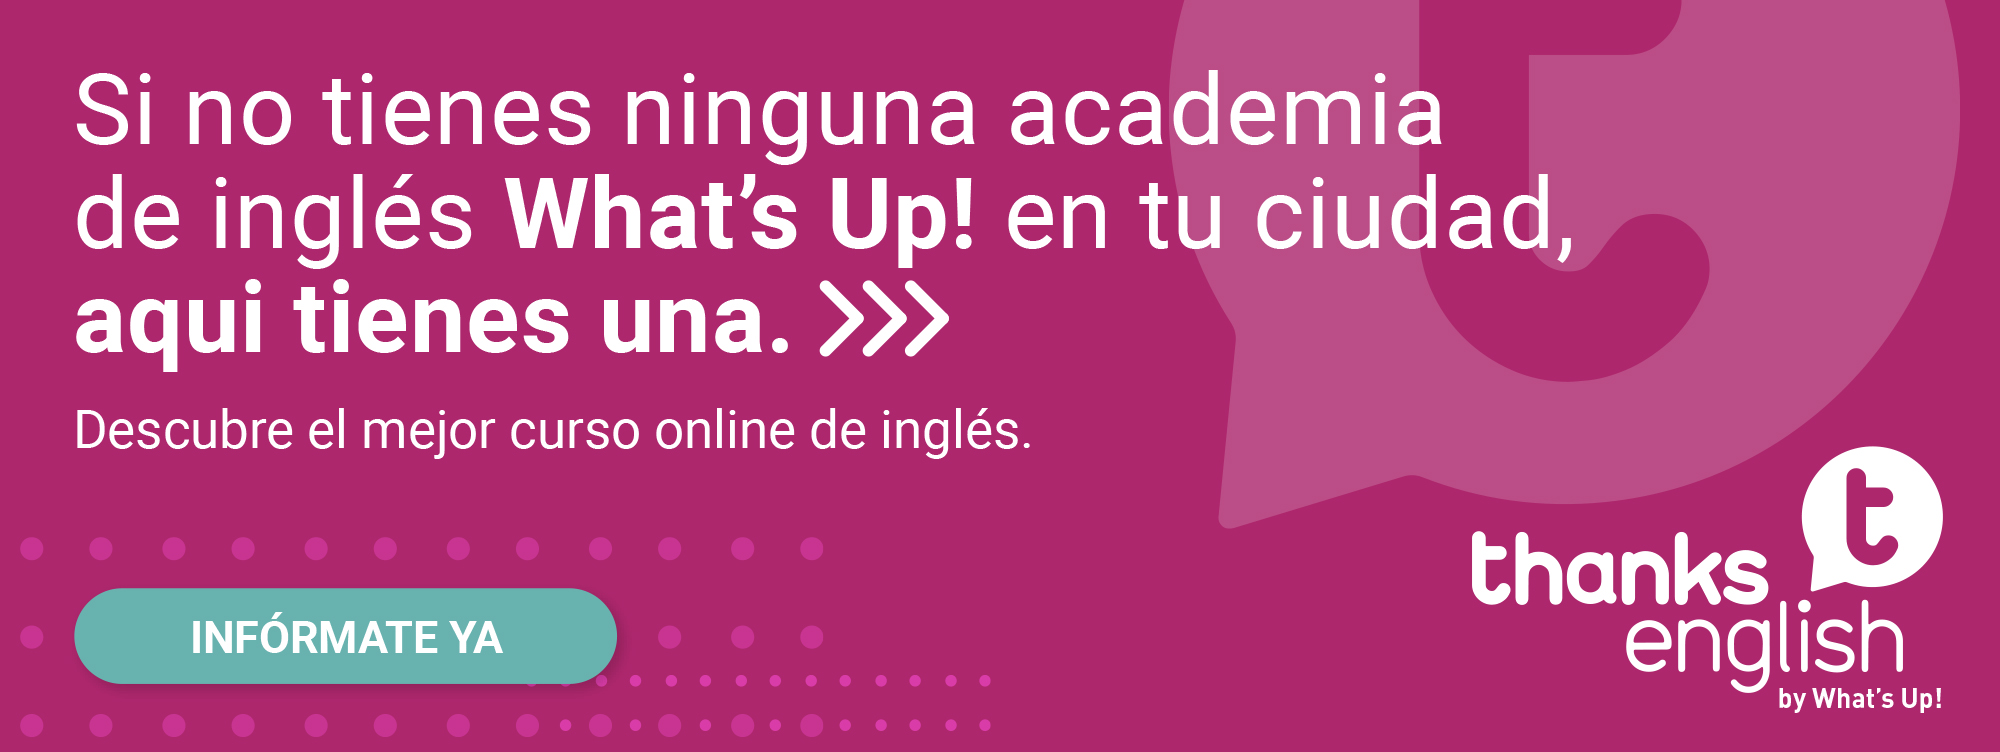 Si no tienes ninguna academia
de inglés What’s Up! en tu ciudad,
aqui tienes una.
Descubre el mejor curso online de inglés.
INFÓRMATE YA
t
thanks
english
by What’s Up!